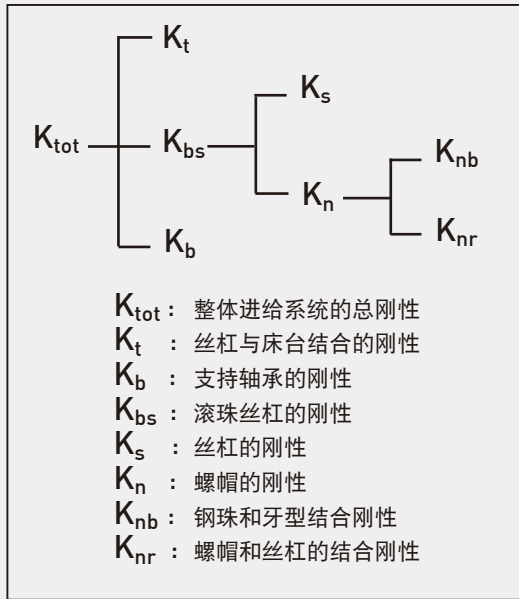 Kt
Ks
Ktot
Kbs
Knb
Kn
Knr
Kb
Ktot : 整体进给系统的总刚性
Kt : 丝杠与床台结合的刚性
Kb : 支持轴承的刚性
Kbs : 滚珠丝杠的刚性
Ks : 丝杠的刚性
Kn : 螺帽的刚性
Knb : 钢珠和牙型结合刚性
Knr : 螺帽和丝杠的结合刚性